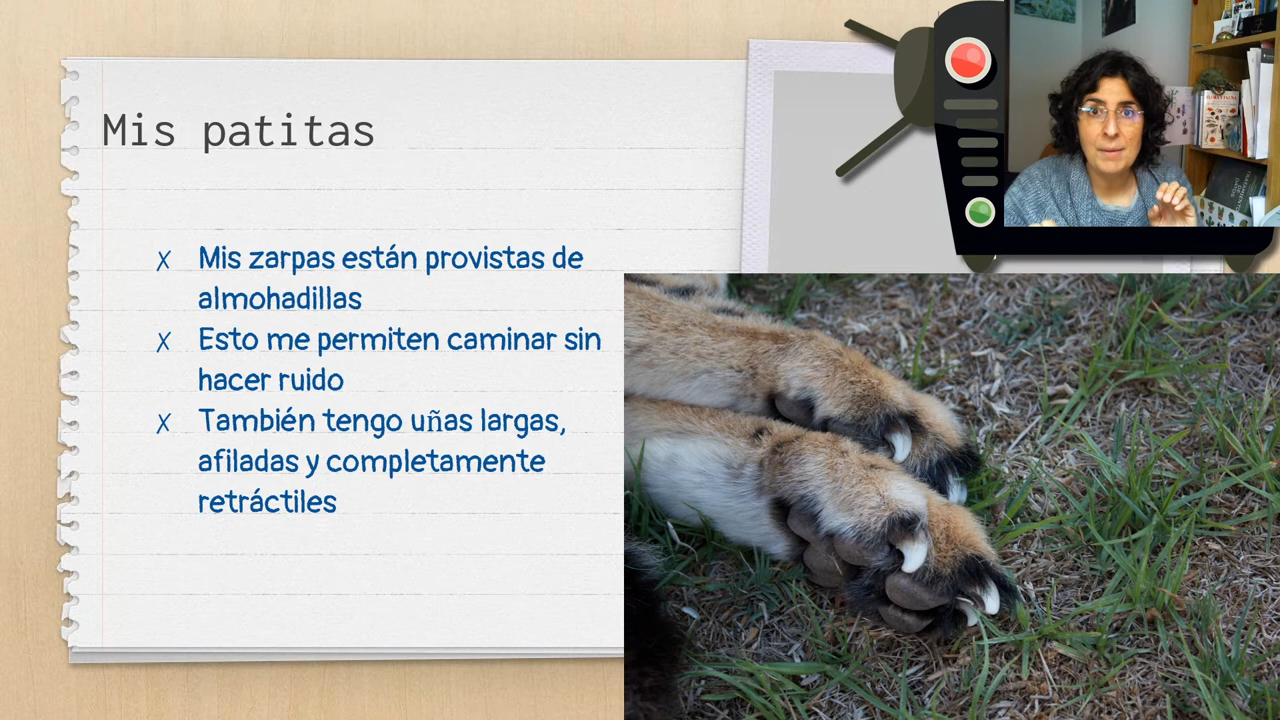 Mis patitas
x Mis zarpas están provistas de
almohadillas
x Esto me permiten caminar sin
hacer ruido
x También tengo uñas largas,
afiladas y completamente
retráctiles